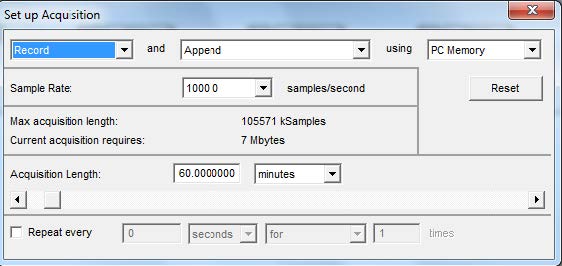 Set up Acquisition
Record and Append using PC Memory
Sample Rate: 1000.0 samples/second Reset
Max acquisition length: 105571 kSamples
Current acquisition requires: 7 Mbytes
Acquisition Length: 60.0000000 minutes
Repeat every 0 seconds for 1 times